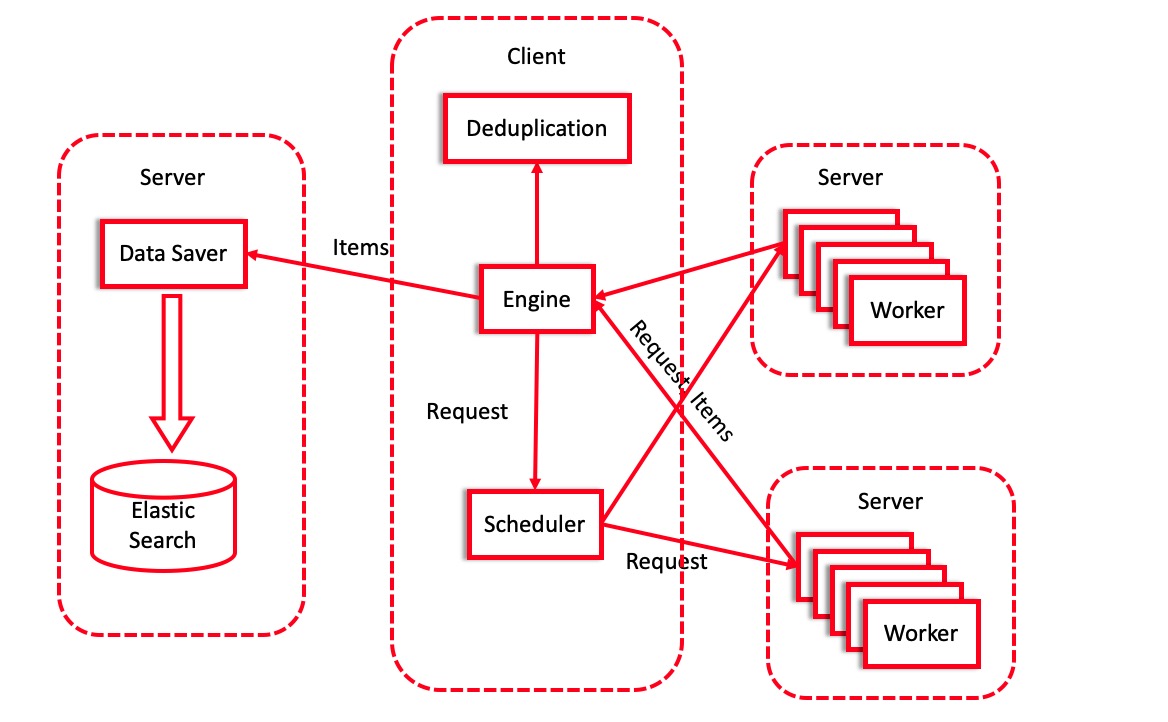 Client
Deduplication
Server
Data Saver
Items
Engine
Server
Worker
Request, Items
Request
Elastic
Search
Scheduler
Request
Server
Worker